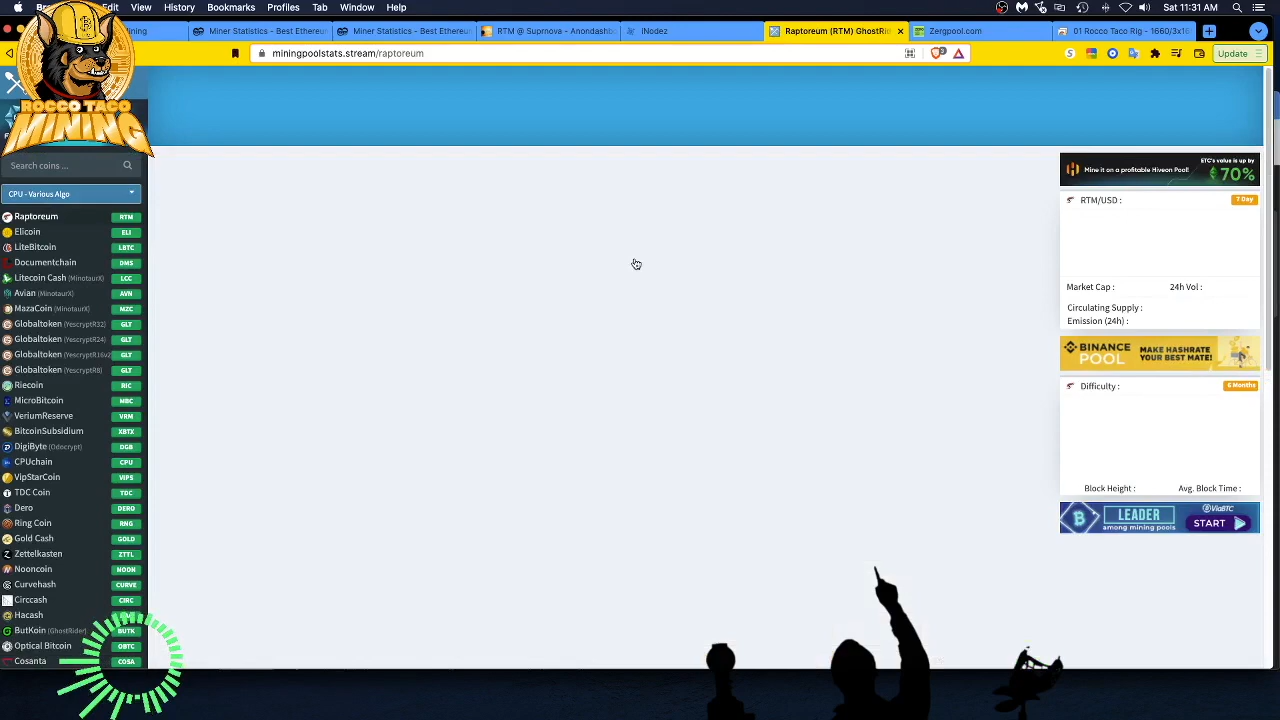 View History Bookmarks Profiles Tab Window Help
Sat 11:31 AM
ining
Miner Statistics - Best Ethereum
Miner Statistics - Best Ethereum
RTM @ Suprnova - Anondashbo
iNodez
Raptoreum (RTM) GhostRid
Zergpool.com
01 Rocco Taco Rig - 1660/3x16
miningpoolstats.stream/raptoreum
Update
ROCCO TACO
MINING
Search coins ...
CPU - Various Algo
Raptoreum RTM
Elicoin ELI
LiteBitcoin LBTC
Documentchain DMS
Litecoin Cash (MinotaurX) LCC
Avian (MinotaurX) AVN
MazaCoin (MinotaurX) MZC
Globaltoken (YescryptR32) GLT
Globaltoken (YescryptR24) GLT
Globaltoken (YescryptR16v2) GLT
Globaltoken (YescryptR8) GLT
Riecoin RIC
MicroBitcoin MBC
VeriumReserve VRM
BitcoinSubsidium XBTX
DigiByte (Odocrypt) DGB
CPUchain CPU
VipStarCoin VIPS
TDC Coin TDC
Dero DERO
Ring Coin RNG
Gold Cash GOLD
Zettelkasten ZTTL
Nooncoin NOON
Curvehash CURVE
Circcash CIRC
Hacash
ButKoin (GhostRider) BUTK
Optical Bitcoin OBTC
Cosanta COSA
Mine it on a profitable Hiveon Pool!
ETC's value is up by
70%
RTM/USD : 7 Day
Market Cap : 24h Vol :
Circulating Supply :
Emission (24h) :
BINANCE
POOL
MAKE HASHRATE
YOUR BEST MATE!
Difficulty : 6 Months
Block Height : Avg. Block Time :
LEADER
among mining pools
ViaBTC
START